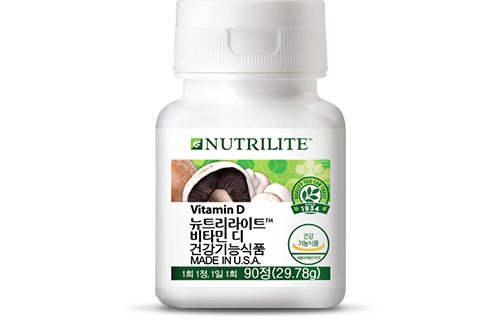 NUTRILITE™
Vitamin D
뉴트리라이트™
비타민 디
건강기능식품
MADE IN U.S.A.
1회 1정, 1일 1회 90정(29.78g)
1934
건강
기능식품